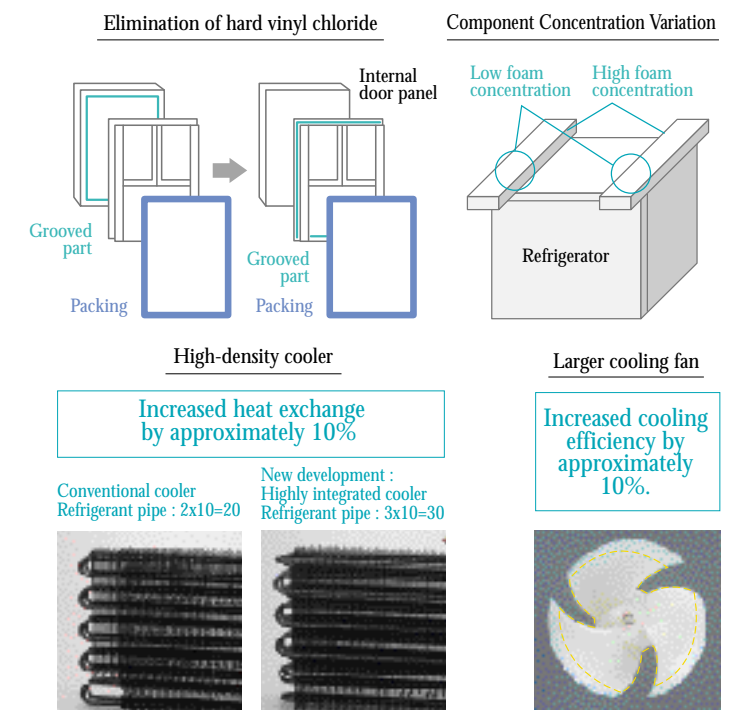 Elimination of hard vinyl chloride
Internal
door panel
Grooved
part
Packing
Grooved
part
Packing
Component Concentration Variation
Low foam
concentration
High foam
concentration
Refrigerator
High-density cooler
Increased heat exchange
by approximately 10%
Conventional cooler
Refrigerant pipe : 2x10=20
New development :
Highly integrated cooler
Refrigerant pipe : 3x10=30
Larger cooling fan
Increased cooling
efficiency by
approximately
10%.